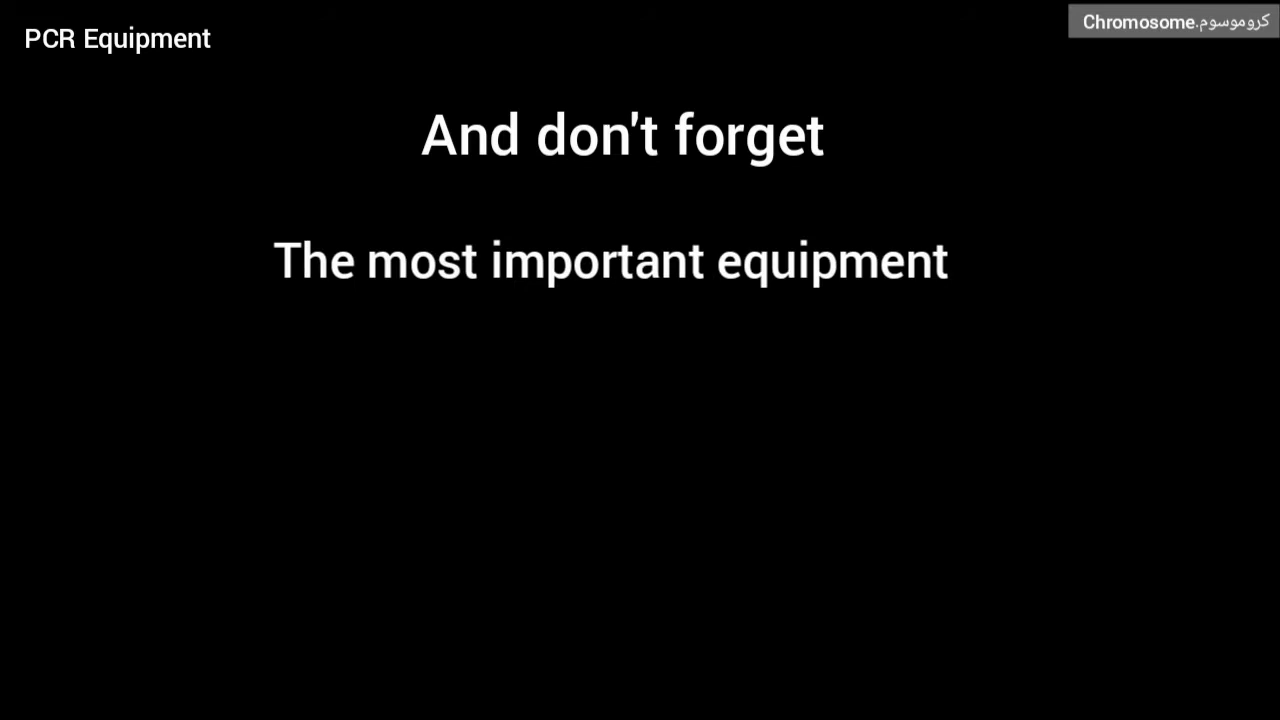 PCR Equipment
Chromosome.كروموسوم
And don't forget
The most important equipment